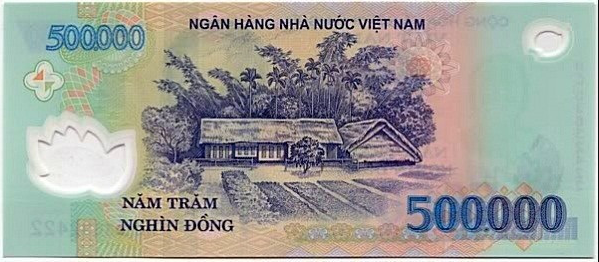 NGÂN HÀNG NHÀ NƯỚC VIỆT NAM
500.000
NĂM TRĂM
NGHÌN ĐỒNG
500.000